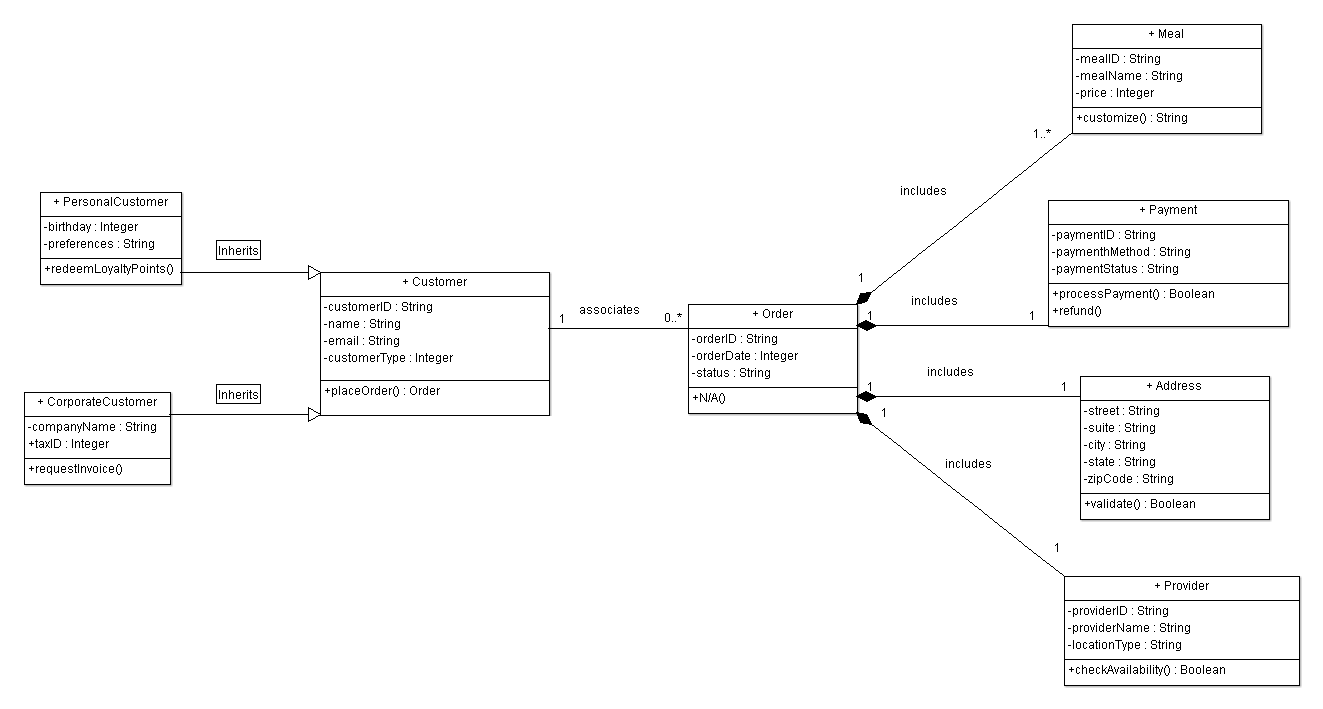 + PersonalCustomer
-birthday : Integer
-preferences : String
+redeemLoyaltyPoints()
Inherits
+ CorporateCustomer
-companyName : String
+taxID : Integer
+requestInvoice()
Inherits
+ Customer
-customerID : String
-name : String
-email : String
-customerType : Integer
+placeOrder() : Order
1
associates
0..*
+ Order
-orderID : String
-orderDate : Integer
-status : String
+N/A()
1
includes
1..*
+ Meal
-mealID : String
-mealName : String
-price : Integer
+customize() : String
1
includes
1
+ Payment
-paymentID : String
-paymenthMethod : String
-paymentStatus : String
+processPayment() : Boolean
+refund()
1
includes
1
+ Address
-street : String
-suite : String
-city : String
-state : String
-zipCode : String
+validate() : Boolean
1
includes
1
+ Provider
-providerID : String
-providerName : String
-locationType : String
+checkAvailability() : Boolean